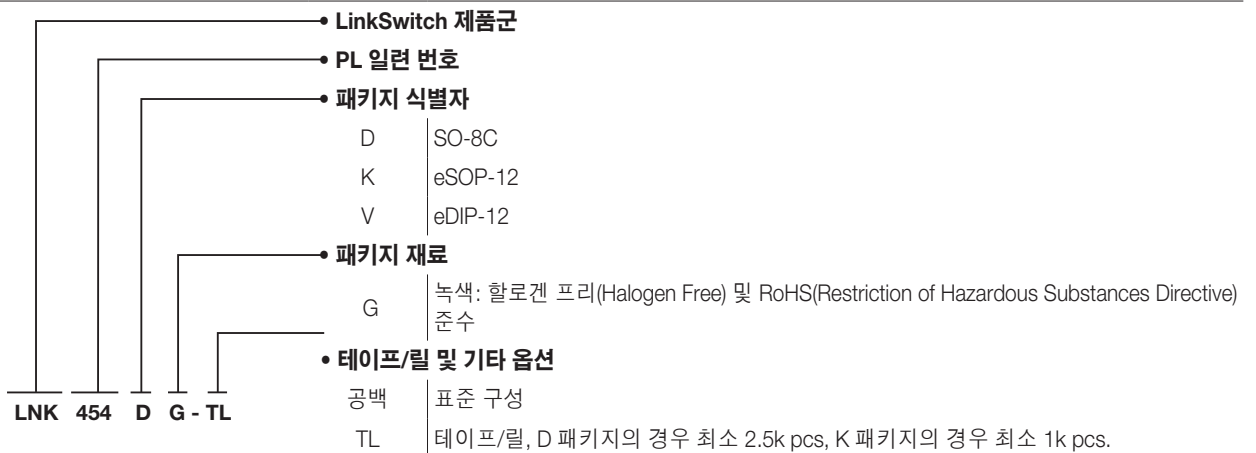 • LinkSwitch 제품군
• PL 일련 번호
• 패키지 식별자
D SO-8C
K eSOP-12
V eDIP-12
• 패키지 재료
G 녹색: 할로겐 프리(Halogen Free) 및 RoHS(Restriction of Hazardous Substances Directive)
준수
• 테이프/릴 및 기타 옵션
공백 표준 구성
TL 테이프/릴, D 패키지의 경우 최소 2.5k pcs, K 패키지의 경우 최소 1k pcs.
LNK 454 D G - TL